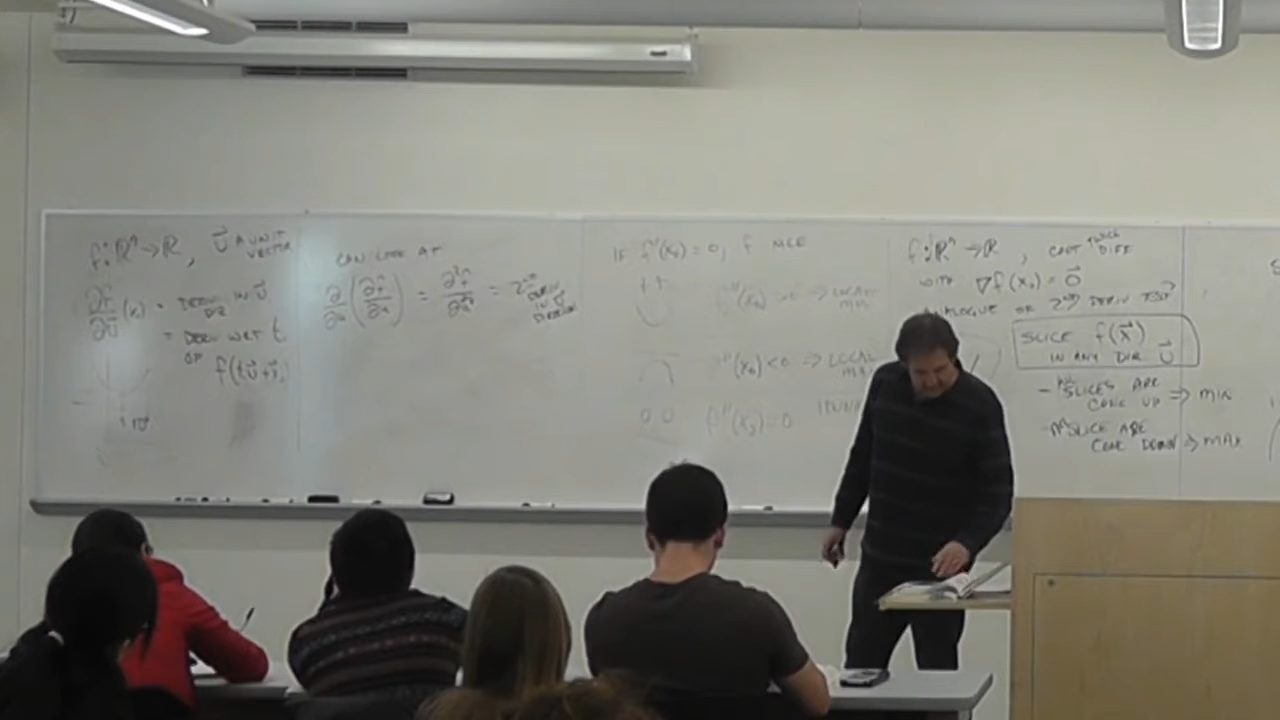 f: ℝⁿ → ℝ, u⃗ A UNIT
VECTOR
∂f/∂u⃗ (x₀) = DERIV IN u⃗
DIR
= DERIV WRT t
OF
f(tu⃗ + x⃗
CAN LOOK AT
∂/∂u (∂f/∂u) = ∂²f/∂u² = 2ND
DERIV
IN u⃗
DIRECTION
IF f'(x₀) = 0, f NICE
++
"(x₀) > 0 ⇒ LOCAL
MIN
"(x₀) < 0 ⇒ LOCAL
MAX
0 0 f"(x₀) = 0
f: ℝⁿ → ℝ, CONT TWICE
DIFF
WITH ∇f(x₀) = 0⃗
ANALOGUE OF 2ND DERIV TEST?
SLICE f(x⃗)
IN ANY DIR u⃗
- ALL SLICES ARE
CONC UP ⇒ MIN
- ALL SLICE ARE
CONC DOWN ⇒ MAX